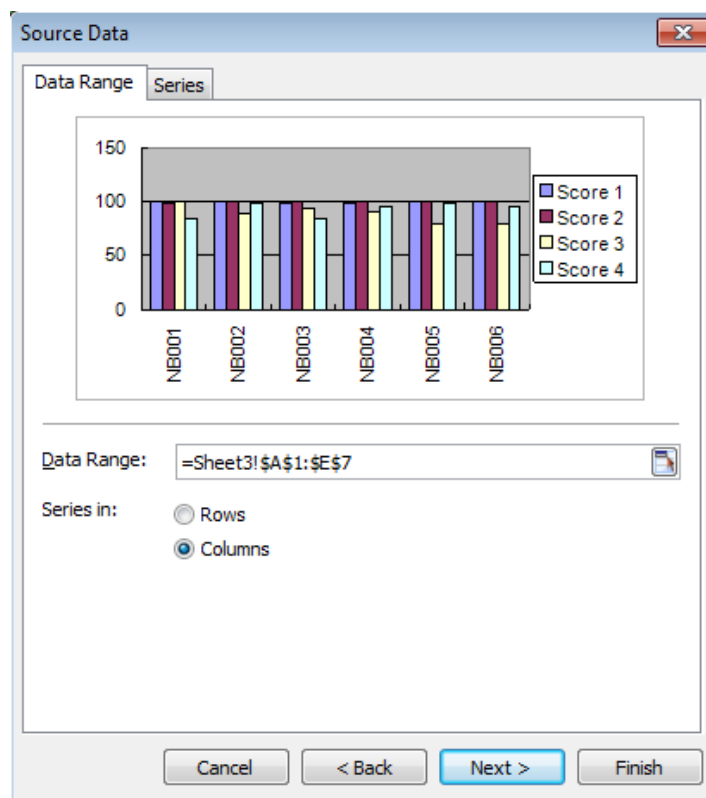 Source Data
Data Range Series
150
100
50
0
NB001 NB002 NB003 NB004 NB005 NB006
Score 1
Score 2
Score 3
Score 4
Data Range: =Sheet3!$A$1:$E$7
Series in: Rows
Columns
Cancel < Back Next > Finish